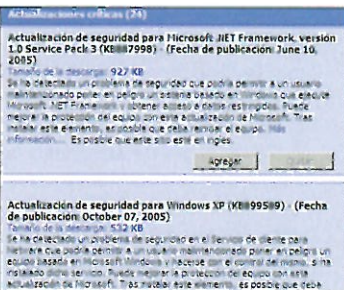 Actualizaciones críticas (24)
Actualización de seguridad para Microsoft .NET Framework, versión
1.0 Service Pack 3 (KB887998) - (Fecha de publicación: June 10,
2005)
Tamaño de la descarga: 927 KB
Se ha detectado un problema de seguridad que podría permitir a un usuario
malintencionado poner en peligro un sistema basado en Windows que ejecute
Microsoft .NET Framework y obtener acceso a datos restringidos. Puede
mejorar la protección del equipo con esta actualización de Microsoft. Tras
instalar este elemento, es posible que deba reiniciar el equipo. Más
información... Es posible que este sitio esté en inglés.
Agregar Quitar
Actualización de seguridad para Windows XP (KB899589) - (Fecha
de publicación: October 07, 2005)
Tamaño de la descarga: 532 KB
Se ha detectado un problema de seguridad en el Servicio de cliente para
Netware que podría permitir a un usuario malintencionado poner en peligro un
equipo basado en Microsoft Windows y hacerse con el control del mismo, si ha
instalado dicho servicio. Puede mejorar la protección del equipo con esta
actualización de Microsoft. Tras instalar este elemento, es posible que deba